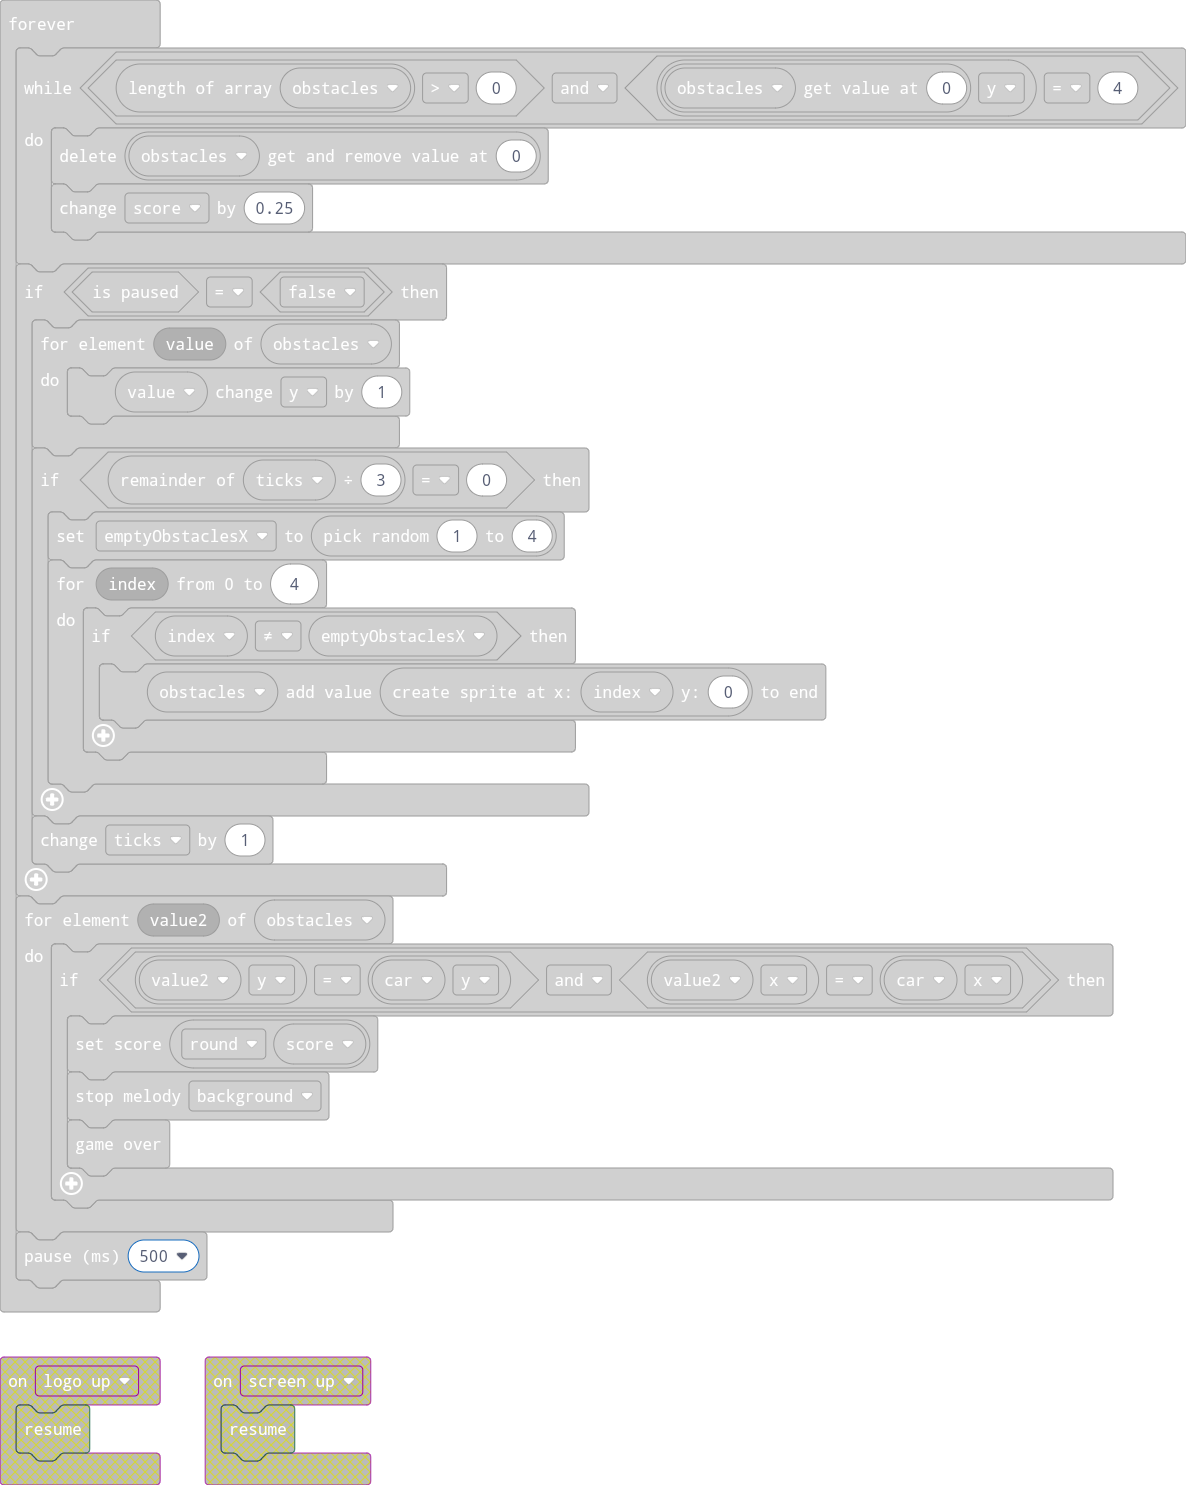 forever
while length of array obstacles > 0 and obstacles get value at 0 y = 4
do
delete obstacles get and remove value at 0
change score by 0.25
if is paused = false then
for element value of obstacles
do
value change y by 1
if remainder of ticks ÷ 3 = 0 then
set emptyObstaclesX to pick random 1 to 4
for index from 0 to 4
do
if index ≠ emptyObstaclesX then
obstacles add value create sprite at x: index y: 0 to end
change ticks by 1
for element value2 of obstacles
do
if value2 y = car y and value2 x = car x then
set score round score
stop melody background
game over
pause (ms) 500
on logo up
resume
on screen up
resume